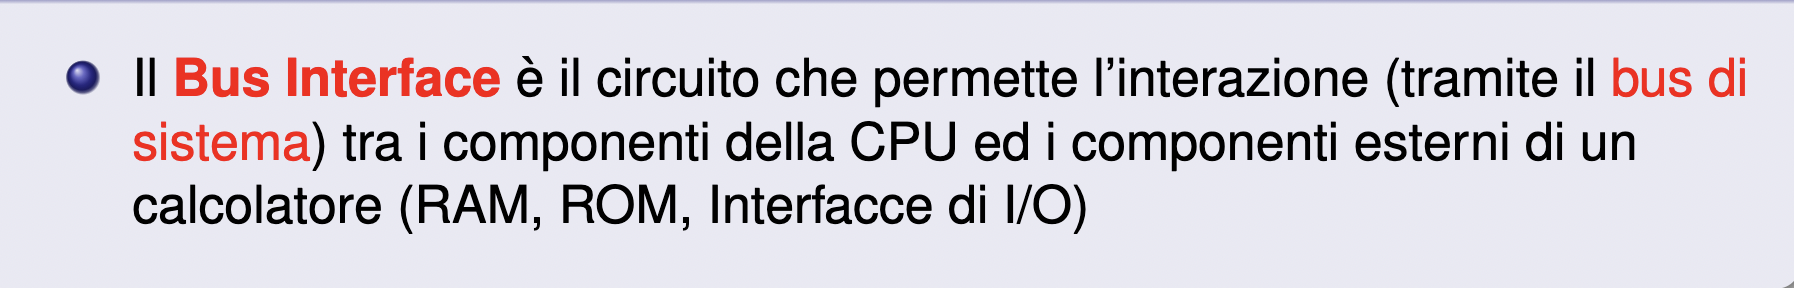 Il Bus Interface è il circuito che permette l'interazione (tramite il bus di
sistema) tra i componenti della CPU ed i componenti esterni di un
calcolatore (RAM, ROM, Interfacce di I/O)